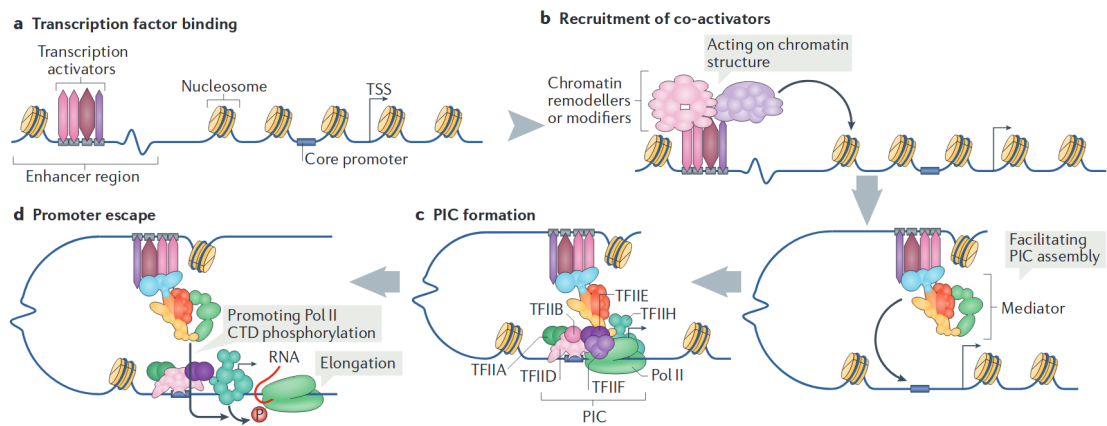 a Transcription factor binding
Transcription
activators
Nucleosome
TSS
Core promoter
Enhancer region
b Recruitment of co-activators
Acting on chromatin
structure
Chromatin
remodellers
or modifiers
Facilitating
PIC assembly
Mediator
c PIC formation
TFIIE
TFIIB
TFIIH
TFIIA
TFIID
TFIIF
Pol II
PIC
d Promoter escape
Promoting Pol II
CTD phosphorylation
RNA
Elongation
P